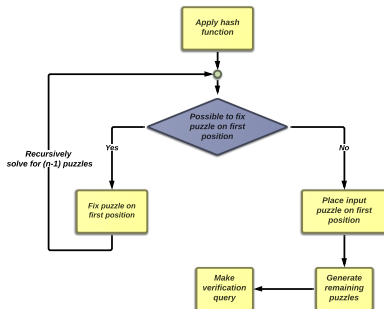 Apply hash
function
Possible to fix
puzzle on first
position
Yes
No
Recursively
solve for (n-1) puzzles
Fix puzzle on
first position
Place input
puzzle on first
position
Make
verification
query
Generate
remaining
puzzles